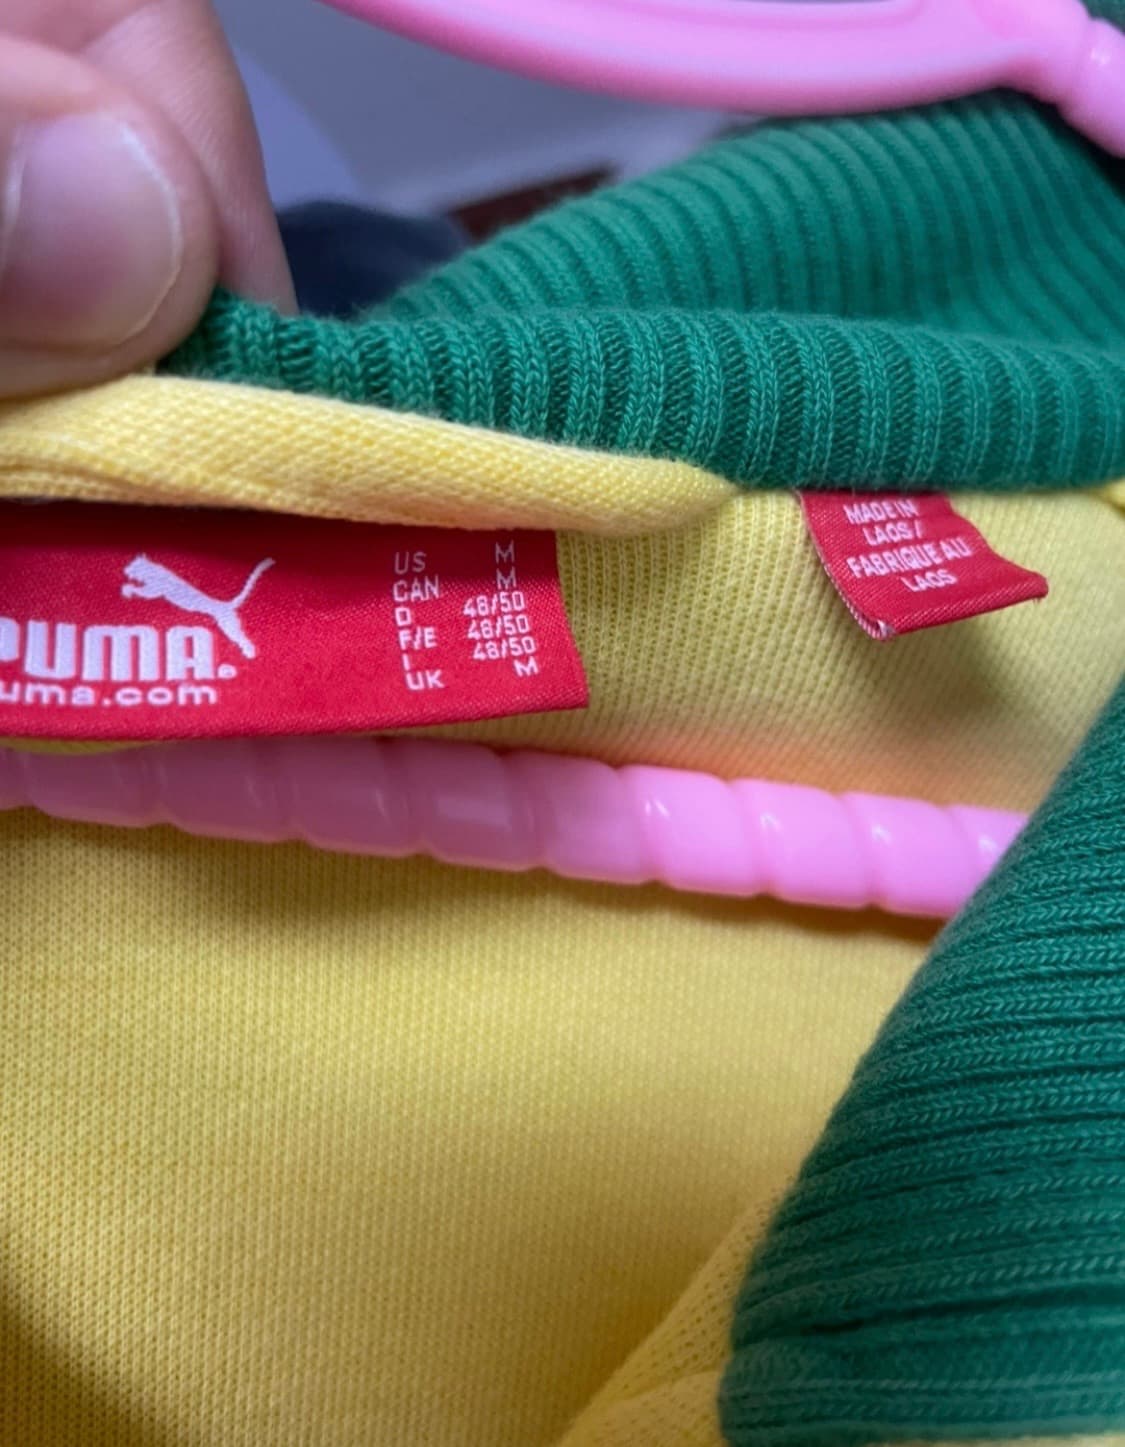 PUMA.
uma.com
US M
CAN M
D 48/50
F/E 48/50
I 48/50
UK M
MADE IN
LAOS /
FABRIQUE AU
LAOS